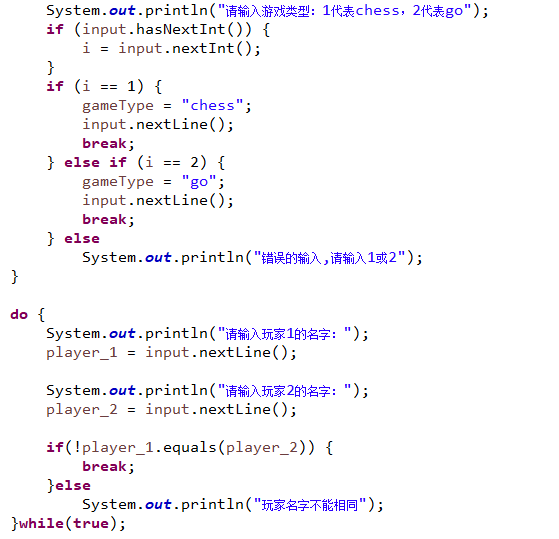 System.out.println("请输入游戏类型：1代表chess，2代表go");
if (input.hasNextInt()) {
i = input.nextInt();
}
if (i == 1) {
gameType = "chess";
input.nextLine();
break;
} else if (i == 2) {
gameType = "go";
input.nextLine();
break;
} else
System.out.println("错误的输入,请输入1或2");
}
do {
System.out.println("请输入玩家1的名字：");
player_1 = input.nextLine();
System.out.println("请输入玩家2的名字：");
player_2 = input.nextLine();
if(!player_1.equals(player_2)) {
break;
}else
System.out.println("玩家名字不能相同");
}while(true);